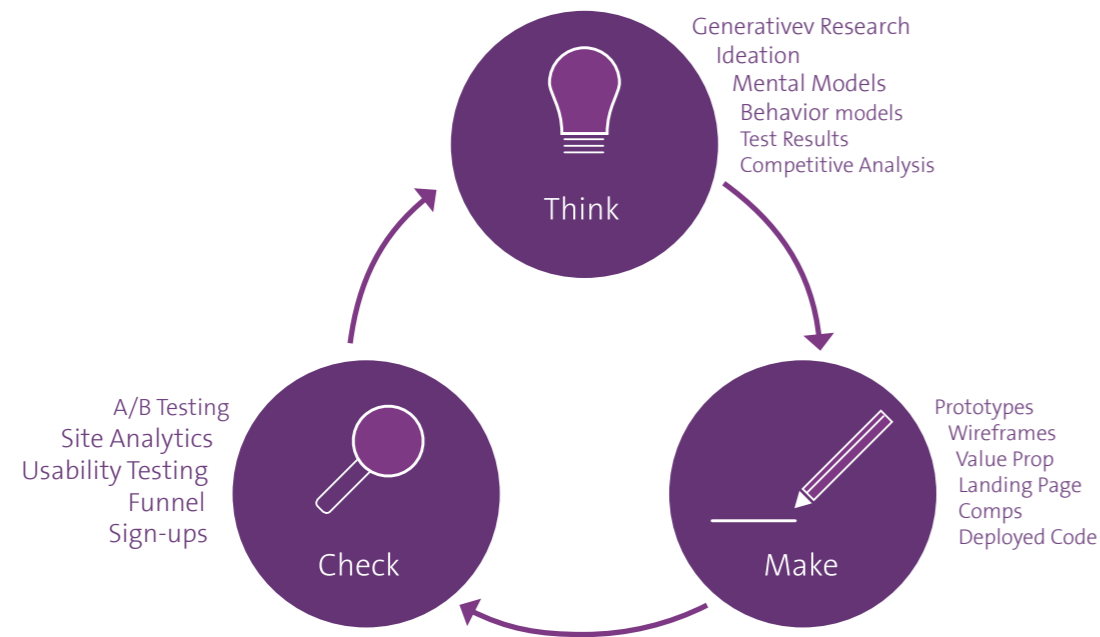 Generativev Research
Ideation
Mental Models
Behavior models
Test Results
Competitive Analysis
Think
A/B Testing
Site Analytics
Usability Testing
Funnel
Sign-ups
Check
Prototypes
Wireframes
Value Prop
Landing Page
Comps
Deployed Code
Make